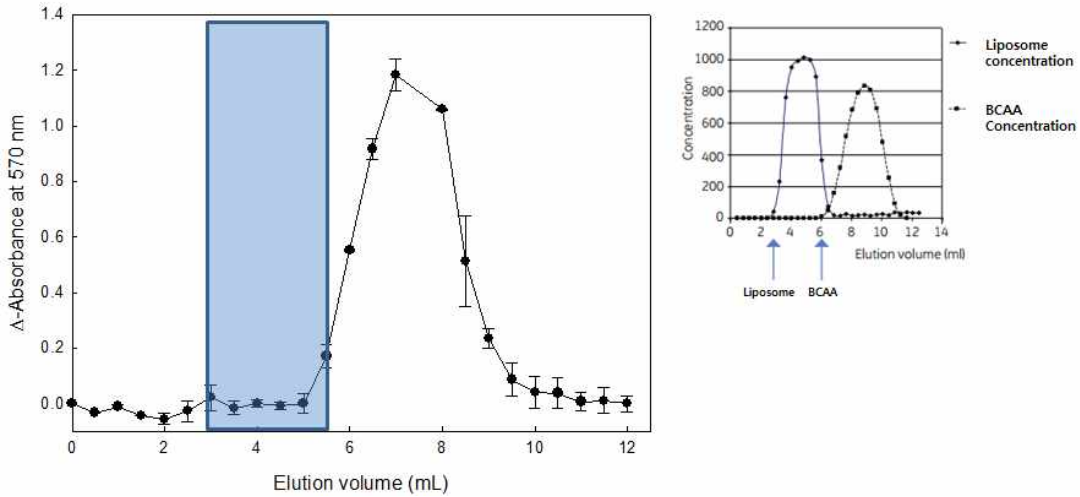 1.4
1.2
1.0
0.8
0.6
0.4
0.2
0.0
Δ-Absorbance at 570 nm
0 2 4 6 8 10 12
Elution volume (mL)
1200
1000
800
600
400
200
0
Concentration
0 2 4 6 8 10 12 14
Elution volume (ml)
Liposome BCAA
Liposome
concentration
BCAA
Concentration